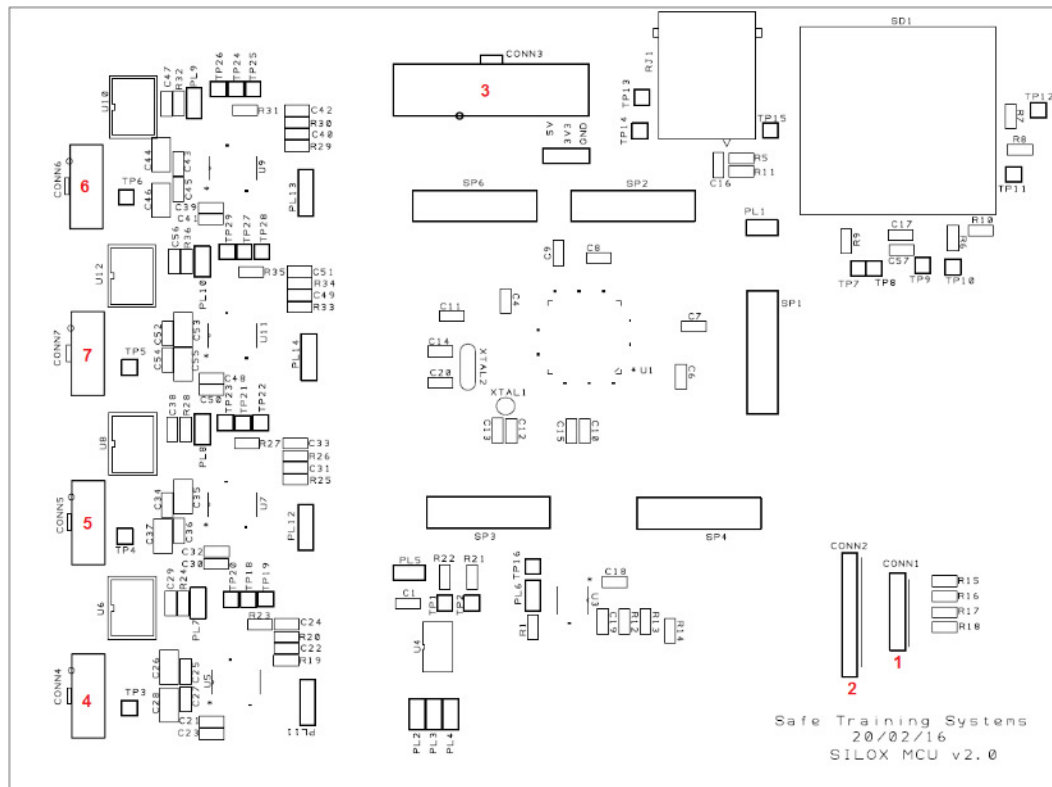 SD1
CONN3
RJ1
TP26
TP24
TP25
C47
R32
PL9
U10
TP13
TP12
3
R31
C42
R30
C40
R29
R7
TP14
TP15
5V
3V3
GND
R8
C44
C43
U9
R5
R11
C16
TP11
CONN6
6
TP6
C46
C45
PL13
SP6
SP2
C39
C41
TP29
TP27
TP28
PL1
C17
R10
R9
R6
C57
C56
R36
C9
C8
U12
PL10
R35
C51
R34
C49
R33
TP7
TP8
TP9
TP10
C4
SP1
C11
C7
CONN7
7
C52
C53
U11
C14
TP5
C54
C55
PL14
XTAL2
U1
C6
C20
C48
C50
XTAL1
TP23
TP21
TP22
C38
R28
C13
C12
C15
C10
U8
PL8
R27
C33
R26
C31
R25
CONN5
5
C34
C35
U7
PL12
SP3
SP4
TP4
C37
C36
C32
C30
CONN2
CONN1
TP20
TP18
TP19
PL5
R22
R21
TP16
C29
R24
C18
R15
U6
PL7
C1
TP1
TP2
PL6
U3
R16
R23
C24
R17
R20
R1
C19
R12
R13
R14
R18
C22
U4
R19
1
C26
C25
U5
2
CONN4
4
TP3
C28
C27
C21
C23
PL11
PL2
PL3
PL4
Safe Training Systems
20/02/16
SILOX MCU v2.0